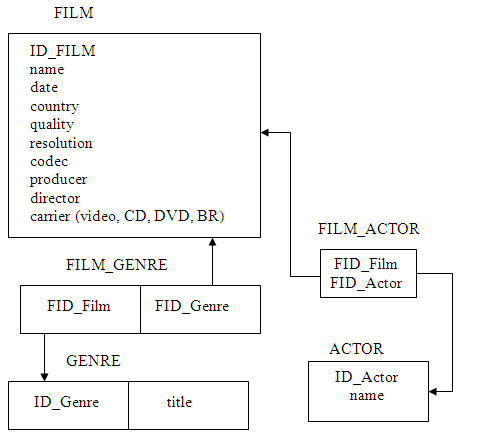 FILM
ID_FILM
name
date
country
quality
resolution
codec
producer
director
carrier (video, CD, DVD, BR)
FILM_ACTOR
FID_Film
FID_Actor
FILM_GENRE
FID_Film FID_Genre
GENRE
ID_Genre title
ACTOR
ID_Actor
name